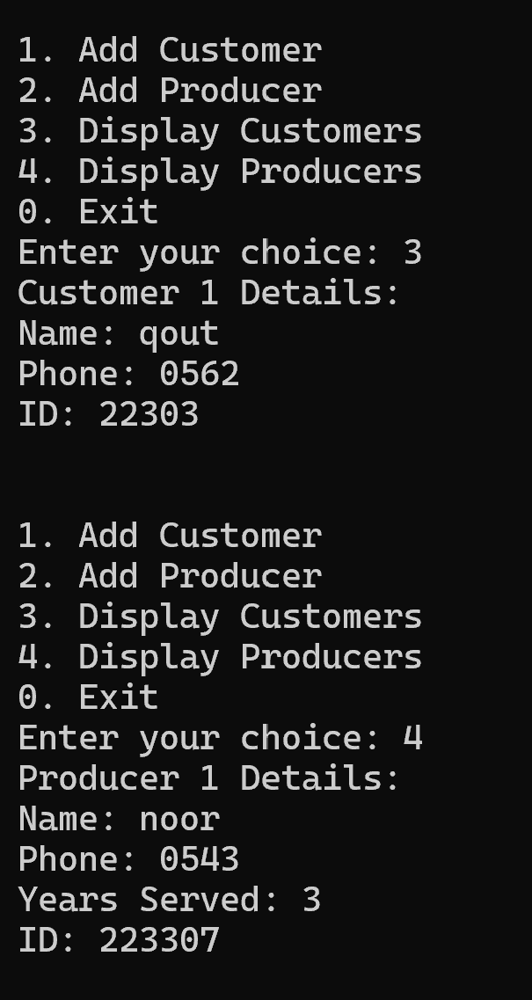 1. Add Customer
2. Add Producer
3. Display Customers
4. Display Producers
0. Exit
Enter your choice: 3
Customer 1 Details:
Name: qout
Phone: 0562
ID: 22303
1. Add Customer
2. Add Producer
3. Display Customers
4. Display Producers
0. Exit
Enter your choice: 4
Producer 1 Details:
Name: noor
Phone: 0543
Years Served: 3
ID: 223307